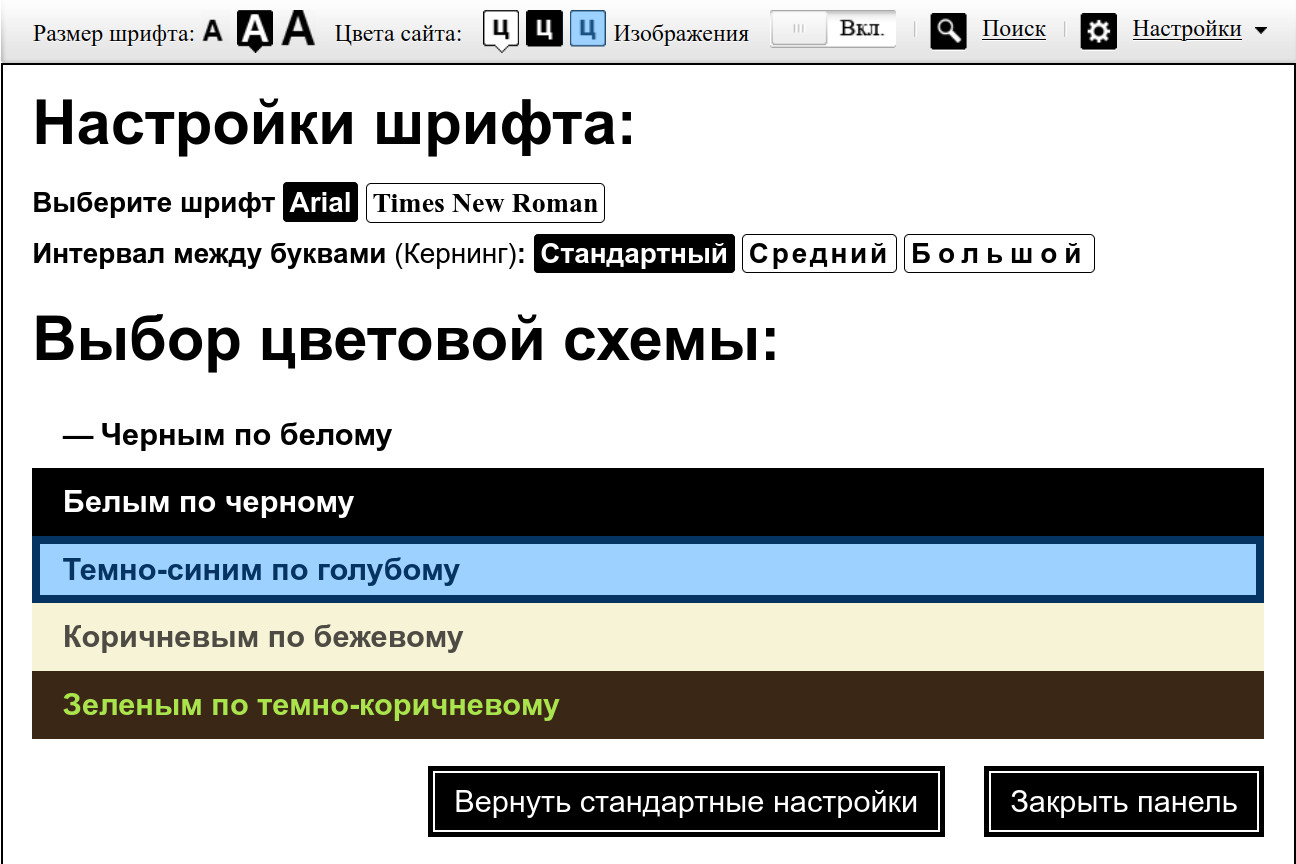 Размер шрифта: А А А Цвета сайта: Ц Ц Ц Изображения Вкл. Поиск Настройки
Настройки шрифта:
Выберите шрифт Arial Times New Roman
Интервал между буквами (Кернинг): Стандартный Средний Большой
Выбор цветовой схемы:
— Черным по белому
Белым по черному
Темно-синим по голубому
Коричневым по бежевому
Зеленым по темно-коричневому
Вернуть стандартные настройки Закрыть панель